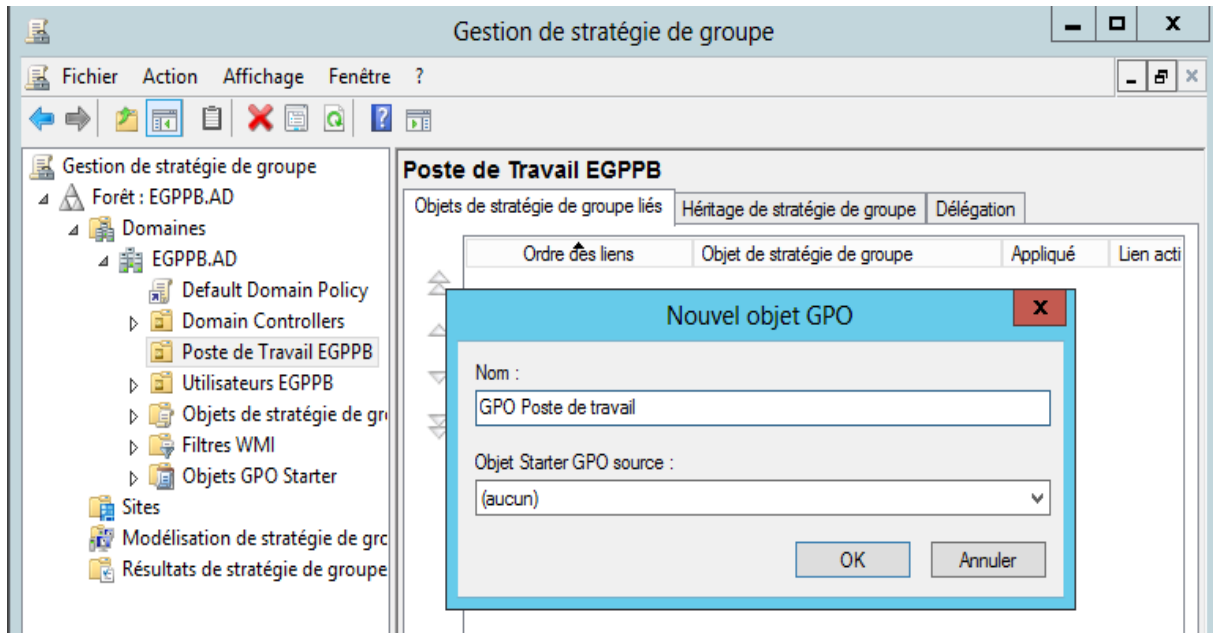 Gestion de stratégie de groupe
Fichier Action Affichage Fenêtre ?
Gestion de stratégie de groupe
Forêt : EGPPB.AD
Domaines
EGPPB.AD
Default Domain Policy
Domain Controllers
Poste de Travail EGPPB
Utilisateurs EGPPB
Objets de stratégie de gr
Filtres WMI
Objets GPO Starter
Sites
Modélisation de stratégie de grc
Résultats de stratégie de groupe
Poste de Travail EGPPB
Objets de stratégie de groupe liés Héritage de stratégie de groupe Délégation
Ordre des liens Objet de stratégie de groupe Appliqué Lien acti
Nouvel objet GPO
Nom :
GPO Poste de travail
Objet Starter GPO source :
(aucun)
OK Annuler